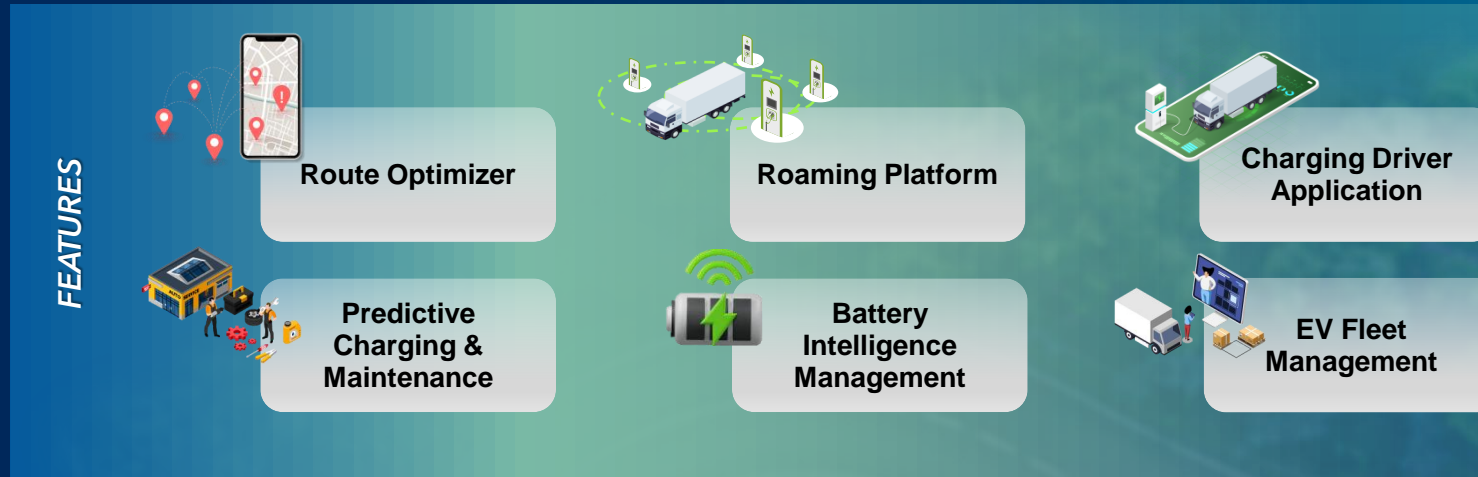 FEATURES
Route Optimizer
Roaming Platform
Charging Driver
Application
Predictive
Charging &
Maintenance
Battery
Intelligence
Management
EV Fleet
Management